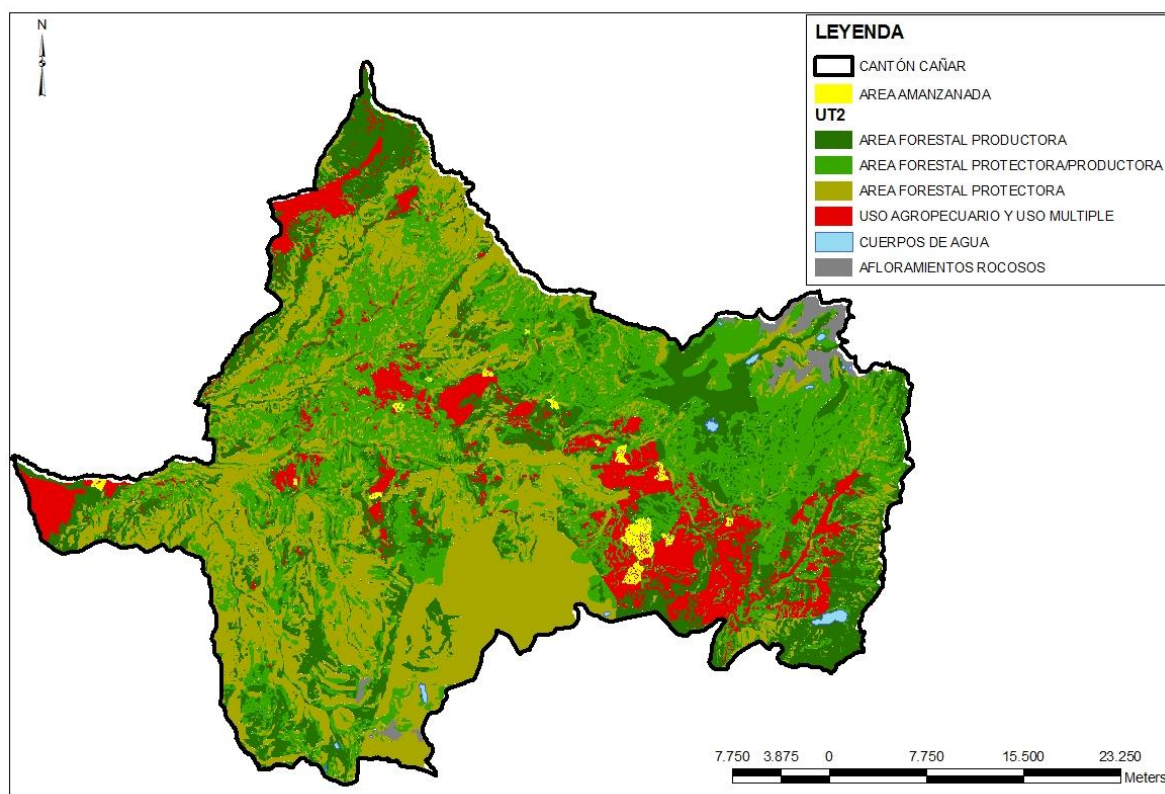 N
S
LEYENDA
CANTÓN CAÑAR
AREA AMANZANADA
UT2
AREA FORESTAL PRODUCTORA
AREA FORESTAL PROTECTORA/PRODUCTORA
AREA FORESTAL PROTECTORA
USO AGROPECUARIO Y USO MULTIPLE
CUERPOS DE AGUA
AFLORAMIENTOS ROCOSOS
7.750 3.875 0 7.750 15.500 23.250
Meters